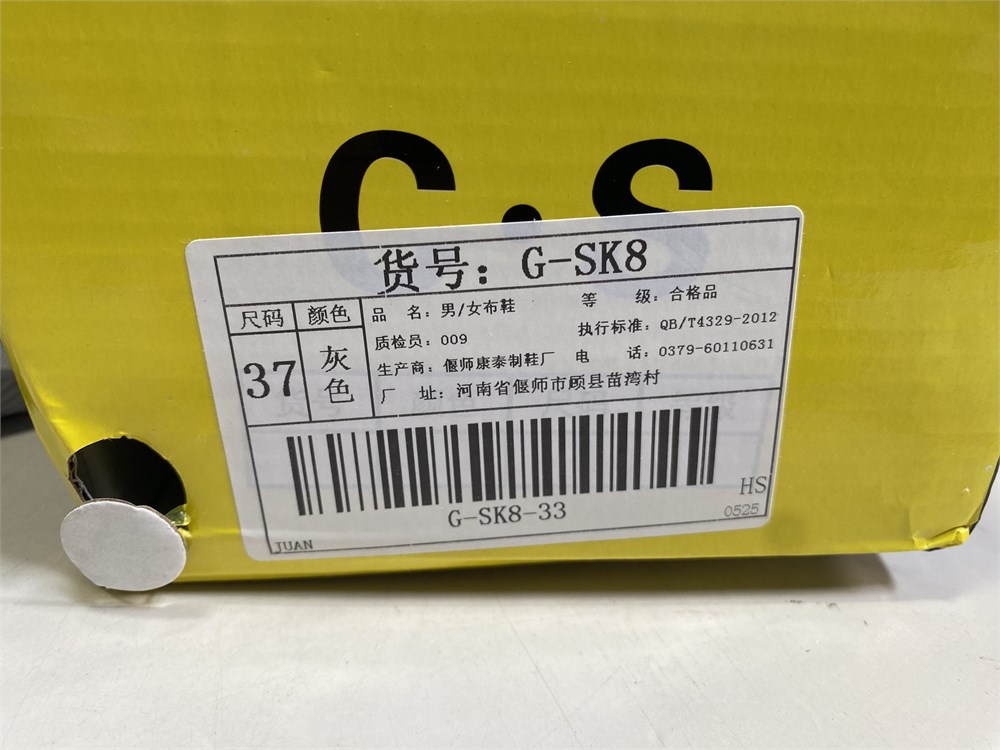 C·S
货号：G-SK8
尺码 颜色
37 灰色
品 名：男/女布鞋 等 级：合格品
质检员：009 执行标准：QB/T4329-2012
生产商：偃师康泰制鞋厂 电 话：0379-60110631
厂 址：河南省偃师市顾县苗湾村
G-SK8-33
HS
JUAN 0525